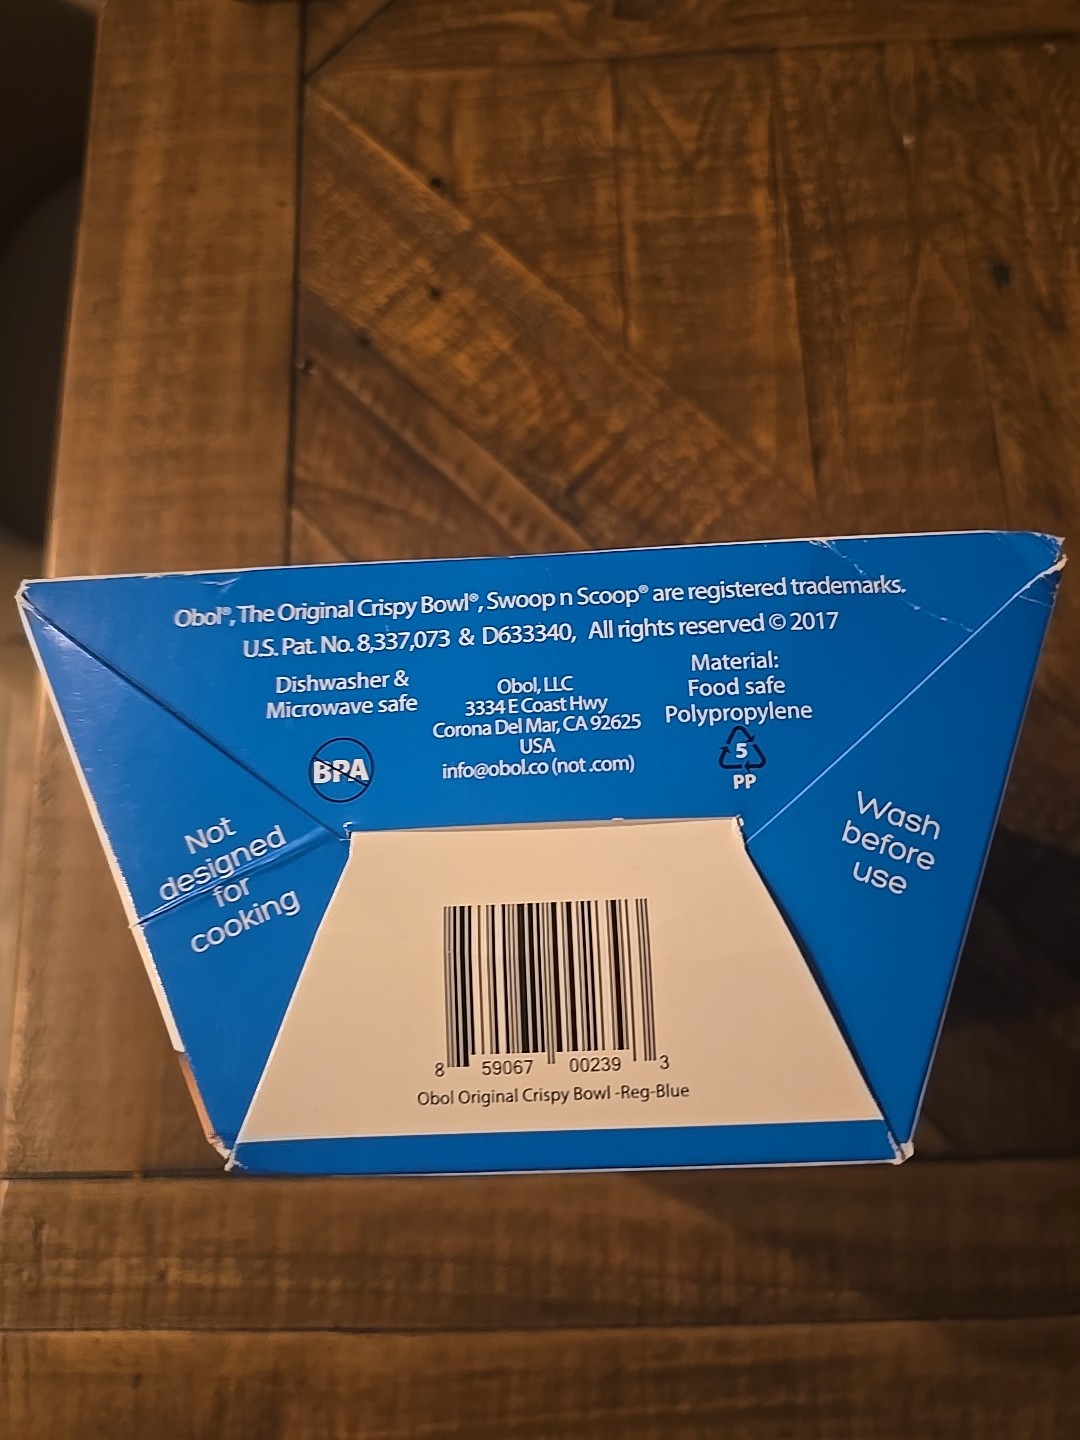 Obol®, The Original Crispy Bowl®, Swoop n Scoop® are registered trademarks.
U.S. Pat. No. 8,337,073 & D633340, All rights reserved © 2017
Dishwasher &
Microwave safe
BPA
Obol, LLC
3334 E Coast Hwy
Corona Del Mar, CA 92625
USA
info@obol.co (not .com)
Material:
Food safe
Polypropylene
5
PP
Not
designed
for
cooking
Wash
before
use
8 59067 00239 3
Obol Original Crispy Bowl -Reg-Blue